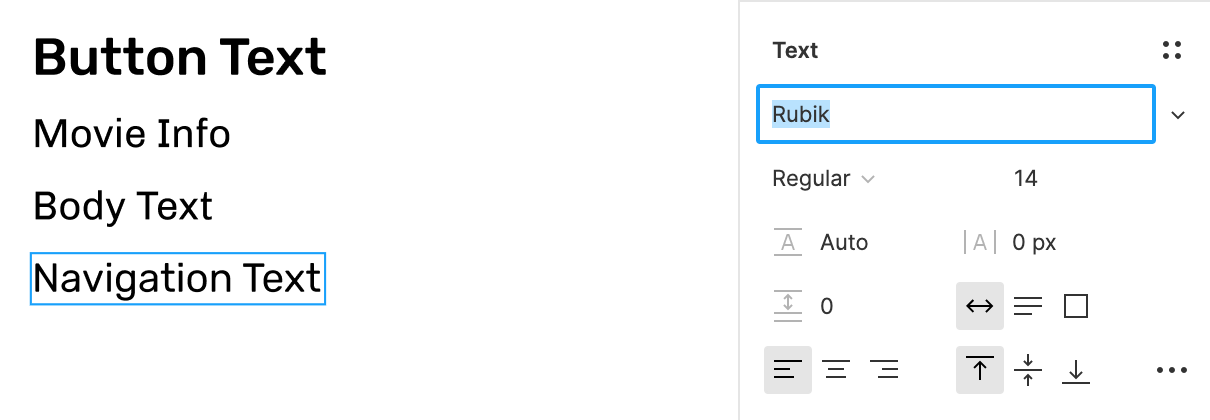 Button Text
Movie Info
Body Text
Navigation Text
Text
Rubik
Regular 14
A Auto |A| 0 px
0